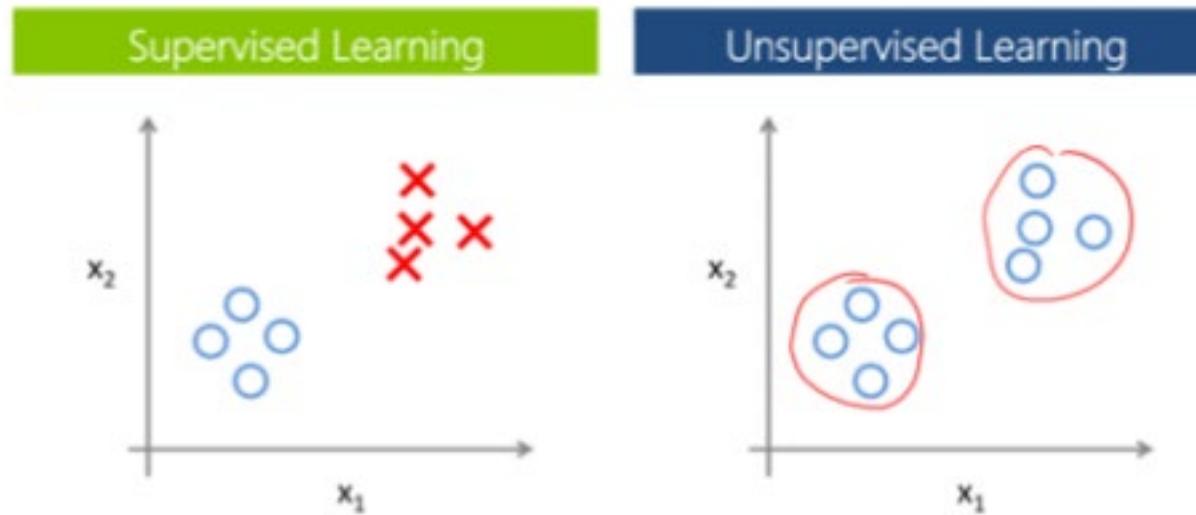 Supervised Learning
Unsupervised Learning
x₂
x₁
x₂
x₁